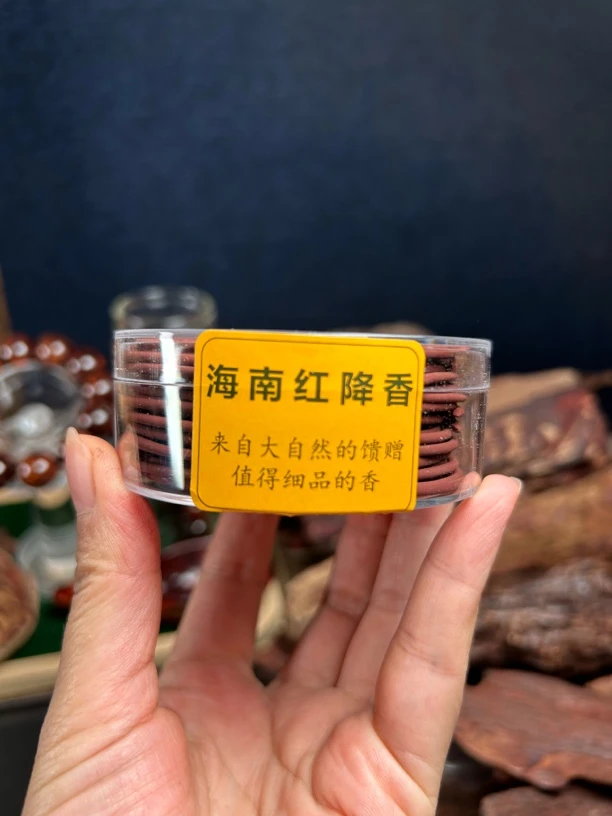 海南红降香
来自大自然的馈赠
值得细品的香